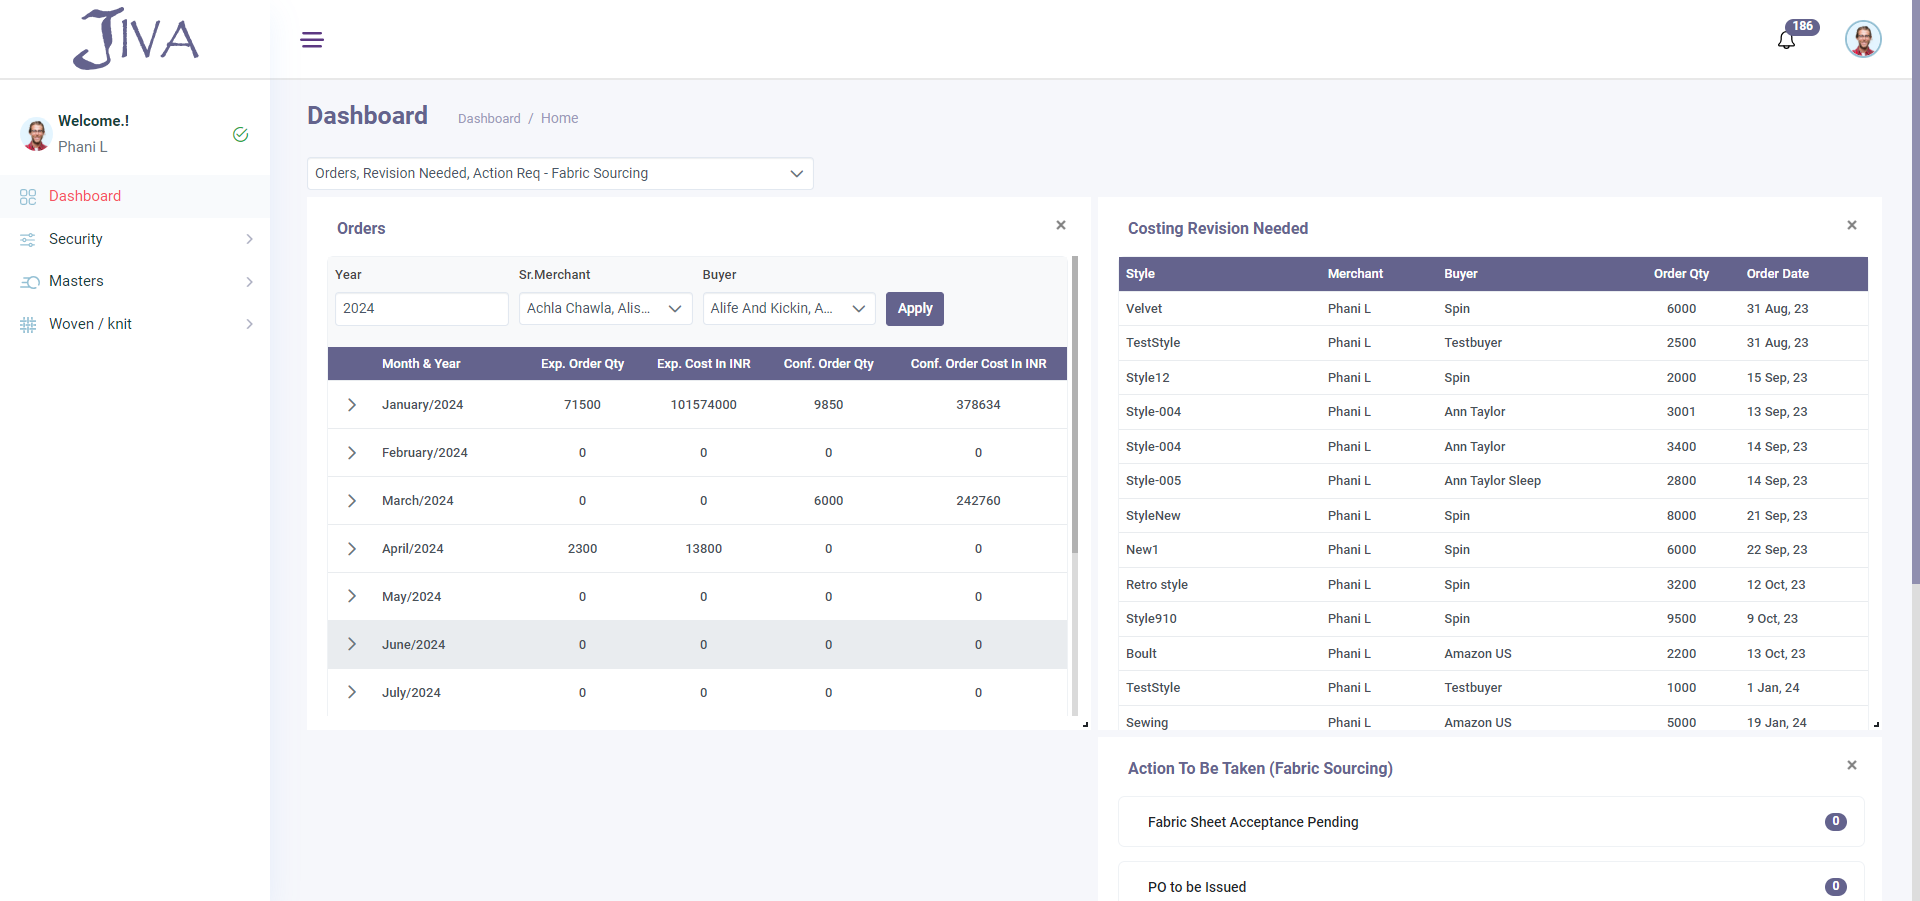 JIVA
186
Welcome.!
Phani L
Dashboard
Security
Masters
Woven / knit
Dashboard
Dashboard / Home
Orders, Revision Needed, Action Req - Fabric Sourcing
Orders
Year Sr.Merchant Buyer
2024 Achla Chawla, Alis... Alife And Kickin, A... Apply
Month & Year Exp. Order Qty Exp. Cost In INR Conf. Order Qty Conf. Order Cost In INR
January/2024 71500 101574000 9850 378634
February/2024 0 0 0 0
March/2024 0 0 6000 242760
April/2024 2300 13800 0 0
May/2024 0 0 0 0
June/2024 0 0 0 0
July/2024 0 0 0 0
Costing Revision Needed
Style Merchant Buyer Order Qty Order Date
Velvet Phani L Spin 6000 31 Aug, 23
TestStyle Phani L Testbuyer 2500 31 Aug, 23
Style12 Phani L Spin 2000 15 Sep, 23
Style-004 Phani L Ann Taylor 3001 13 Sep, 23
Style-004 Phani L Ann Taylor 3400 14 Sep, 23
Style-005 Phani L Ann Taylor Sleep 2800 14 Sep, 23
StyleNew Phani L Spin 8000 21 Sep, 23
New1 Phani L Spin 6000 22 Sep, 23
Retro style Phani L Spin 3200 12 Oct, 23
Style910 Phani L Spin 9500 9 Oct, 23
Boult Phani L Amazon US 2200 13 Oct, 23
TestStyle Phani L Testbuyer 1000 1 Jan, 24
Sewing Phani L Amazon US 5000 19 Jan, 24
Action To Be Taken (Fabric Sourcing)
Fabric Sheet Acceptance Pending 0
PO to be Issued 0